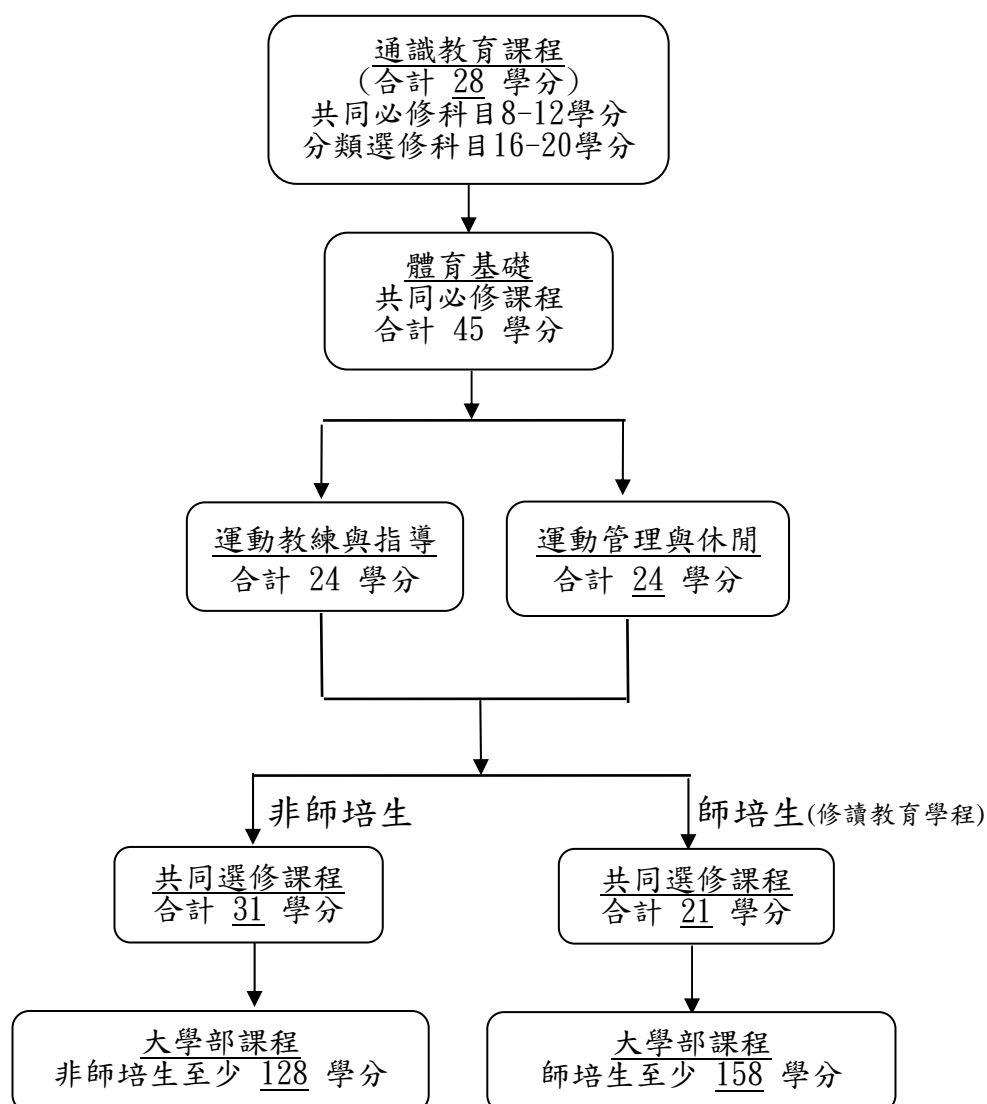 通識教育課程
(合計 28 學分)
共同必修科目8-12學分
分類選修科目16-20學分
體育基礎
共同必修課程
合計 45 學分
運動教練與指導
合計 24 學分
運動管理與休閒
合計 24 學分
非師培生
師培生(修讀教育學程)
共同選修課程
合計 31 學分
共同選修課程
合計 21 學分
大學部課程
非師培生至少 128 學分
大學部課程
師培生至少 158 學分